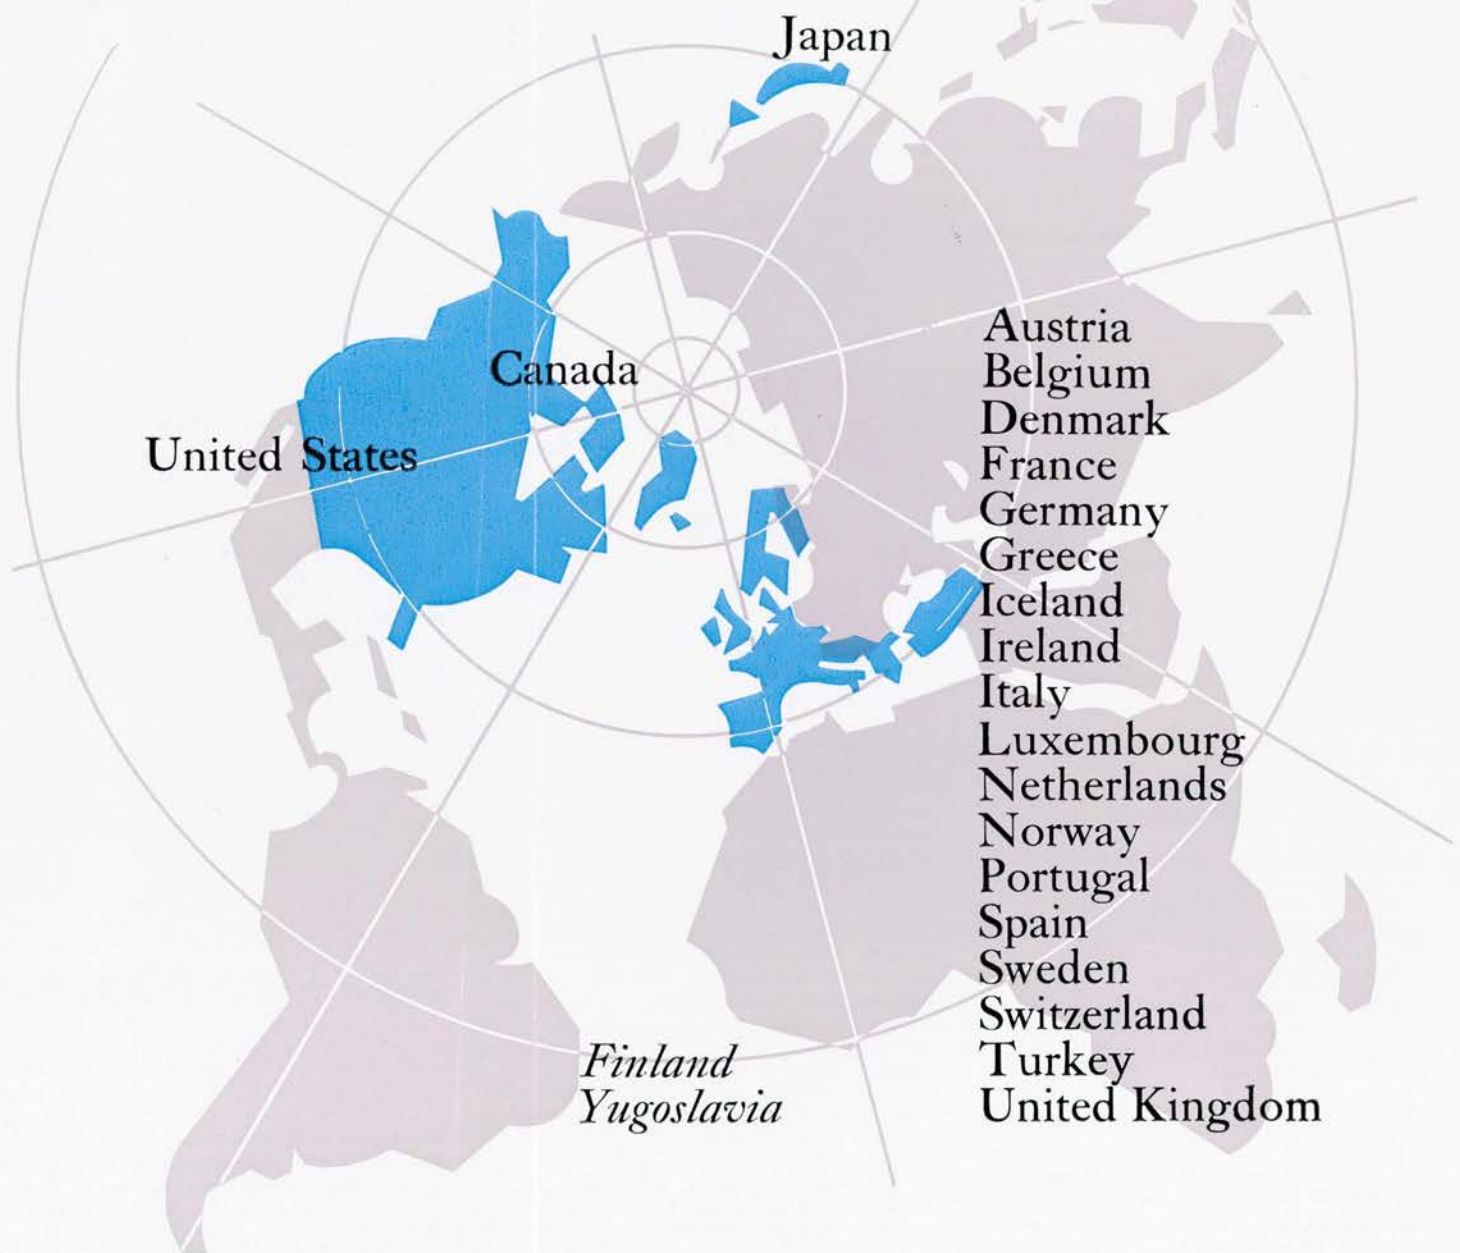 Japan
Canada
United States
Austria
Belgium
Denmark
France
Germany
Greece
Iceland
Ireland
Italy
Luxembourg
Netherlands
Norway
Portugal
Spain
Sweden
Switzerland
Turkey
United Kingdom
Finland
Yugoslavia